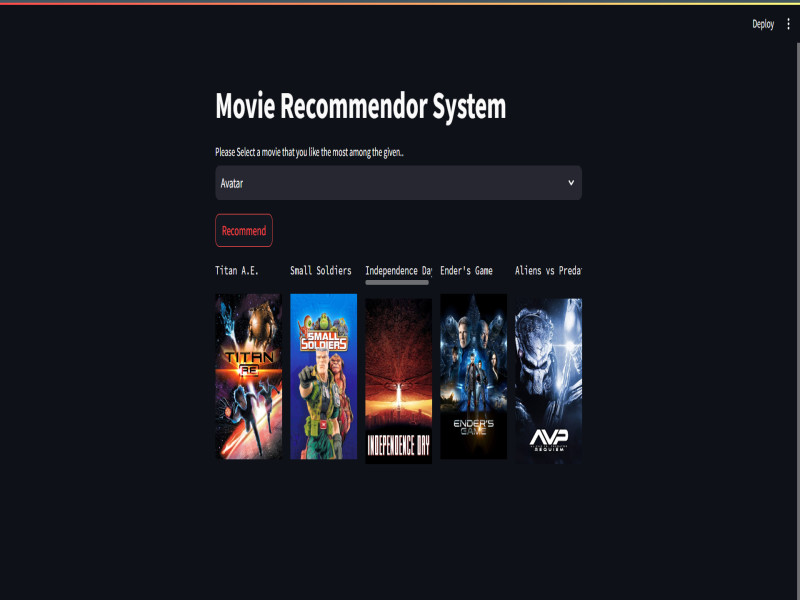 Deploy
Movie Recommendor System
Please Select a movie that you like the most among the given..
Avatar
Recommend
Titan A.E.
Small Soldiers
Independence Day
Ender's Game
Aliens vs Preda
TITAN
AE
SMALL
SOLDIERS
INDEPENDENCE DAY
ENDER'S
GAME
AVP
REQUIEM